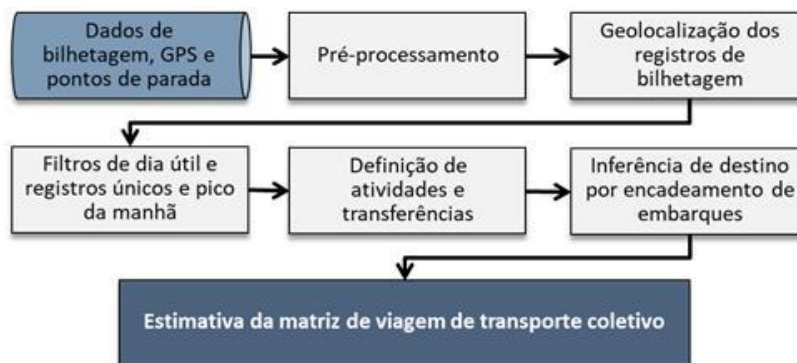 Dados de
bilhetagem, GPS e
pontos de parada
Pré-processamento
Geolocalização dos
registros de
bilhetagem
Filtros de dia útil e
registros únicos e pico
da manhã
Definição de
atividades e
transferências
Inferência de destino
por encadeamento de
embarques
Estimativa da matriz de viagem de transporte coletivo